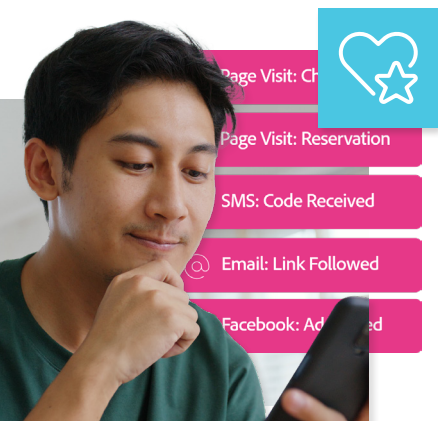 Page Visit:
Page Visit: Reservation
SMS: Code Received
@ Email: Link Followed
Facebook: